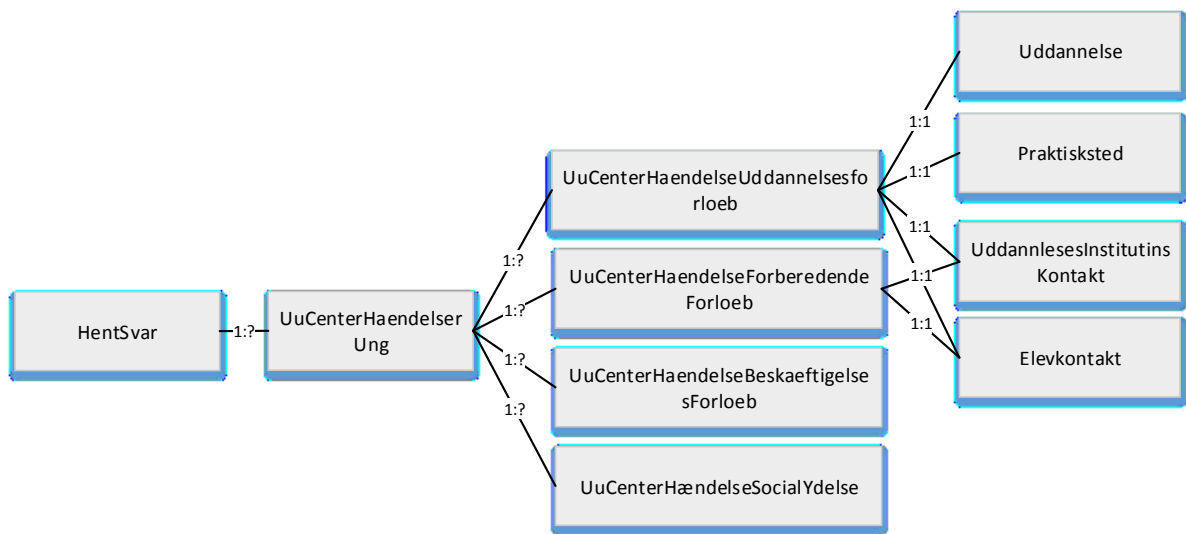 HentSvar
1:?
UuCenterHaendelser
Ung
1:?
1:?
1:?
1:?
UuCenterHaendelseUddannelsesfo
rloeb
UuCenterHaendelseForberedende
Forloeb
UuCenterHaendelseBeskaeftigelse
sForloeb
UuCenterHændelseSocialYdelse
1:1
1:1
1:1
1:1
1:1
Uddannelse
Praktisksted
UddannlesesInstitutins
Kontakt
Elevkontakt